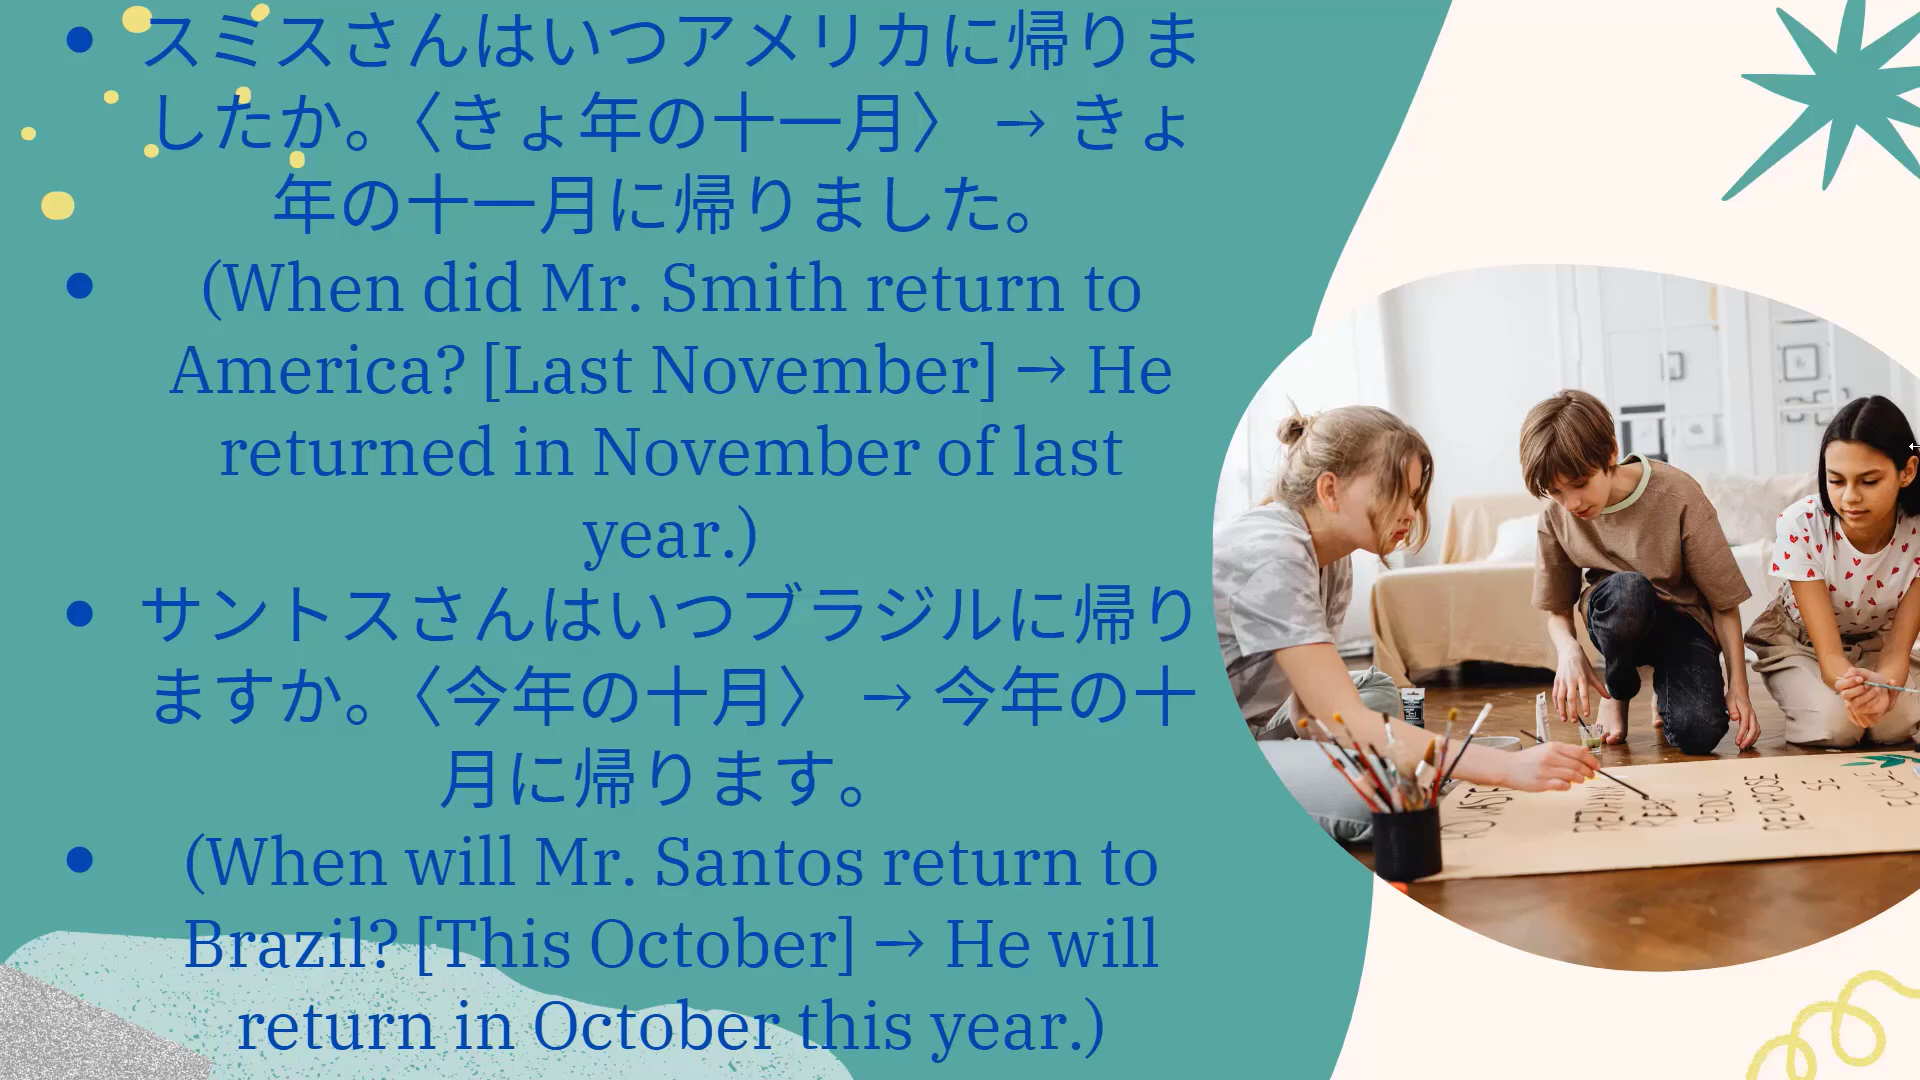 • スミスさんはいつアメリカに帰りま
したか。〈きょ年の十一月〉 → きょ
年の十一月に帰りました。
• (When did Mr. Smith return to
America? [Last November] → He
returned in November of last
year.)
• サントスさんはいつブラジルに帰り
ますか。〈今年の十月〉 → 今年の十
月に帰ります。
• (When will Mr. Santos return to
Brazil? [This October] → He will
return in October this year.)
REPURPOSE